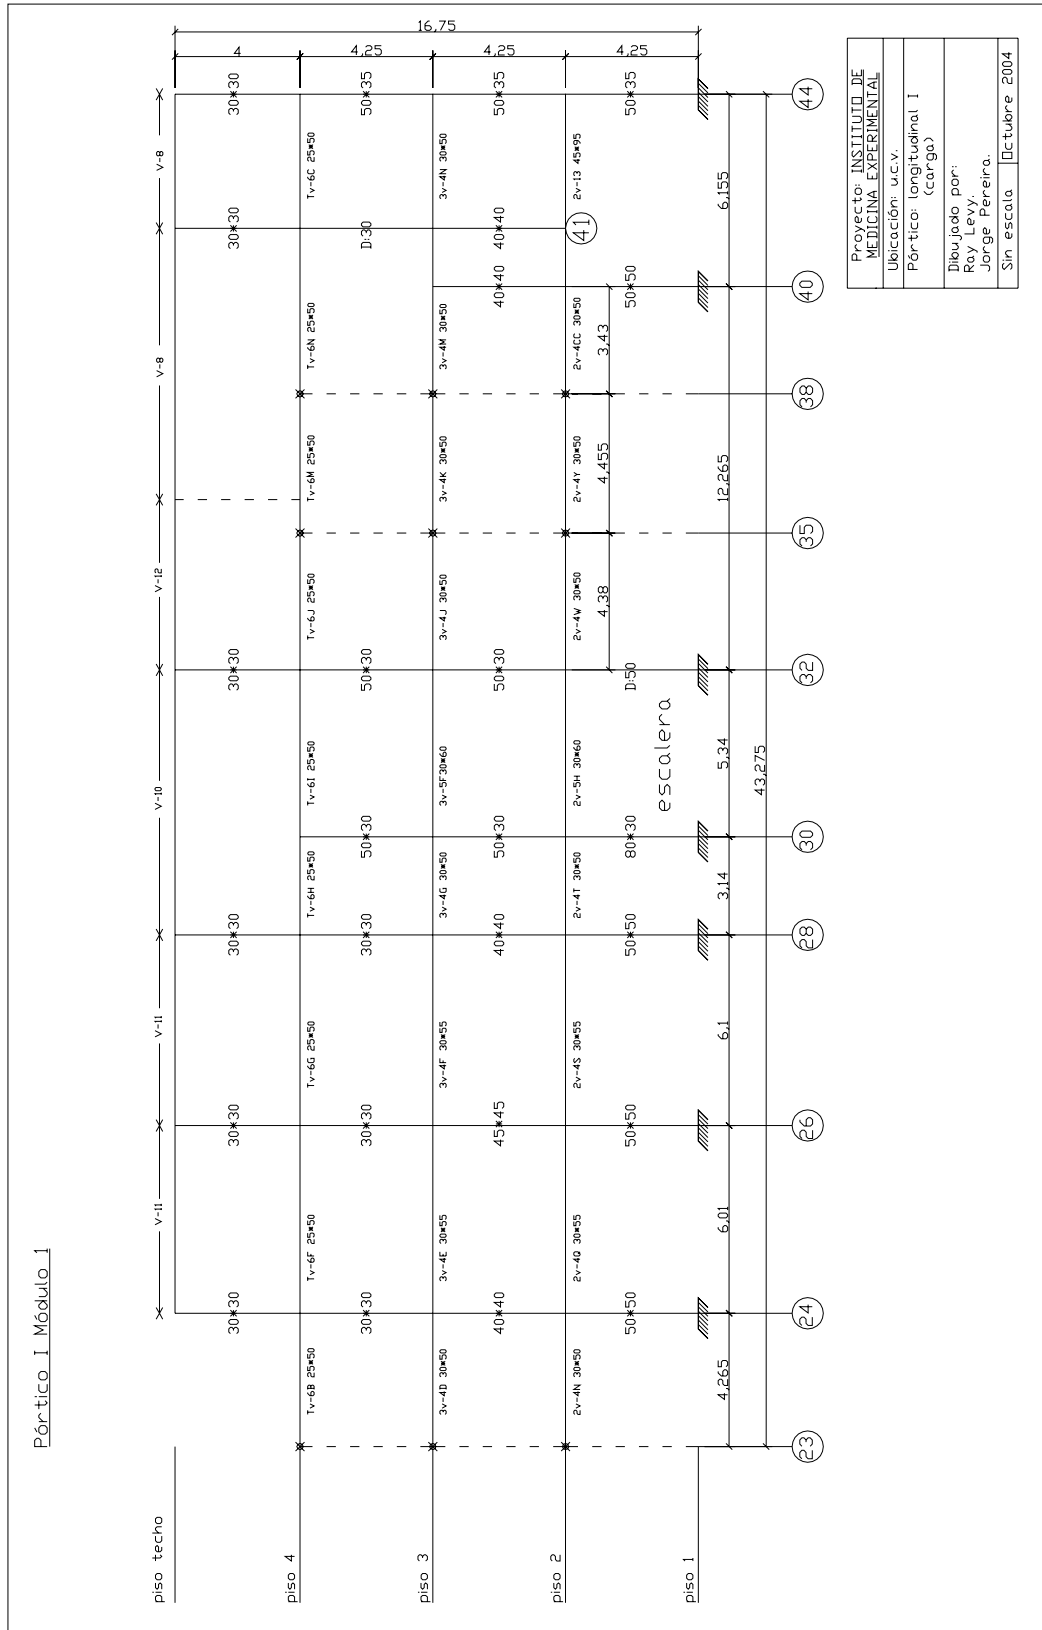 Pórtico I Módulo 1
piso techo
piso 4
piso 3
piso 2
piso 1
V-11
V-11
V-10
V-12
V-8
V-8
30*30
30*30
30*30
30*30
30*30
30*30
Tv-6B 25*50
Tv-6F 25*50
Tv-6G 25*50
Tv-6H 25*50
Tv-6I 25*50
Tv-6J 25*50
Tv-6M 25*50
Tv-6N 25*50
Tv-6C 25*50
30*30
30*30
30*30
50*30
50*30
D:30
50*35
3v-4D 30*50
3v-4E 30*55
3v-4F 30*55
3v-4G 30*50
3v-5F30*60
3v-4J 30*50
3v-4K 30*50
3v-4M 30*50
3v-4N 30*50
40*40
45*45
40*40
50*30
50*30
40*40
40*40
50*35
2v-4N 30*50
2v-4Q 30*55
2v-4S 30*55
2v-4T 30*50
2v-5H 30*60
2v-4W 30*50
2v-4Y 30*50
2v-4CC 30*50
2v-13 45*95
4,38
4,455
3,43
50*50
50*50
50*50
80*30
D:50
50*50
50*35
escalera
4,265
6,01
6,1
3,14
5,34
12,265
6,155
43,275
23
24
26
28
30
32
35
38
40
41
44
4
4,25
4,25
4,25
16,75
Proyecto: INSTITUTO DE
MEDICINA EXPERIMENTAL
Ubicación: u.c.v.
Pórtico: longitudinal I
(carga)
Dibujado por:
Ray Levy.
Jorge Pereira.
Sin escala
Octubre 2004